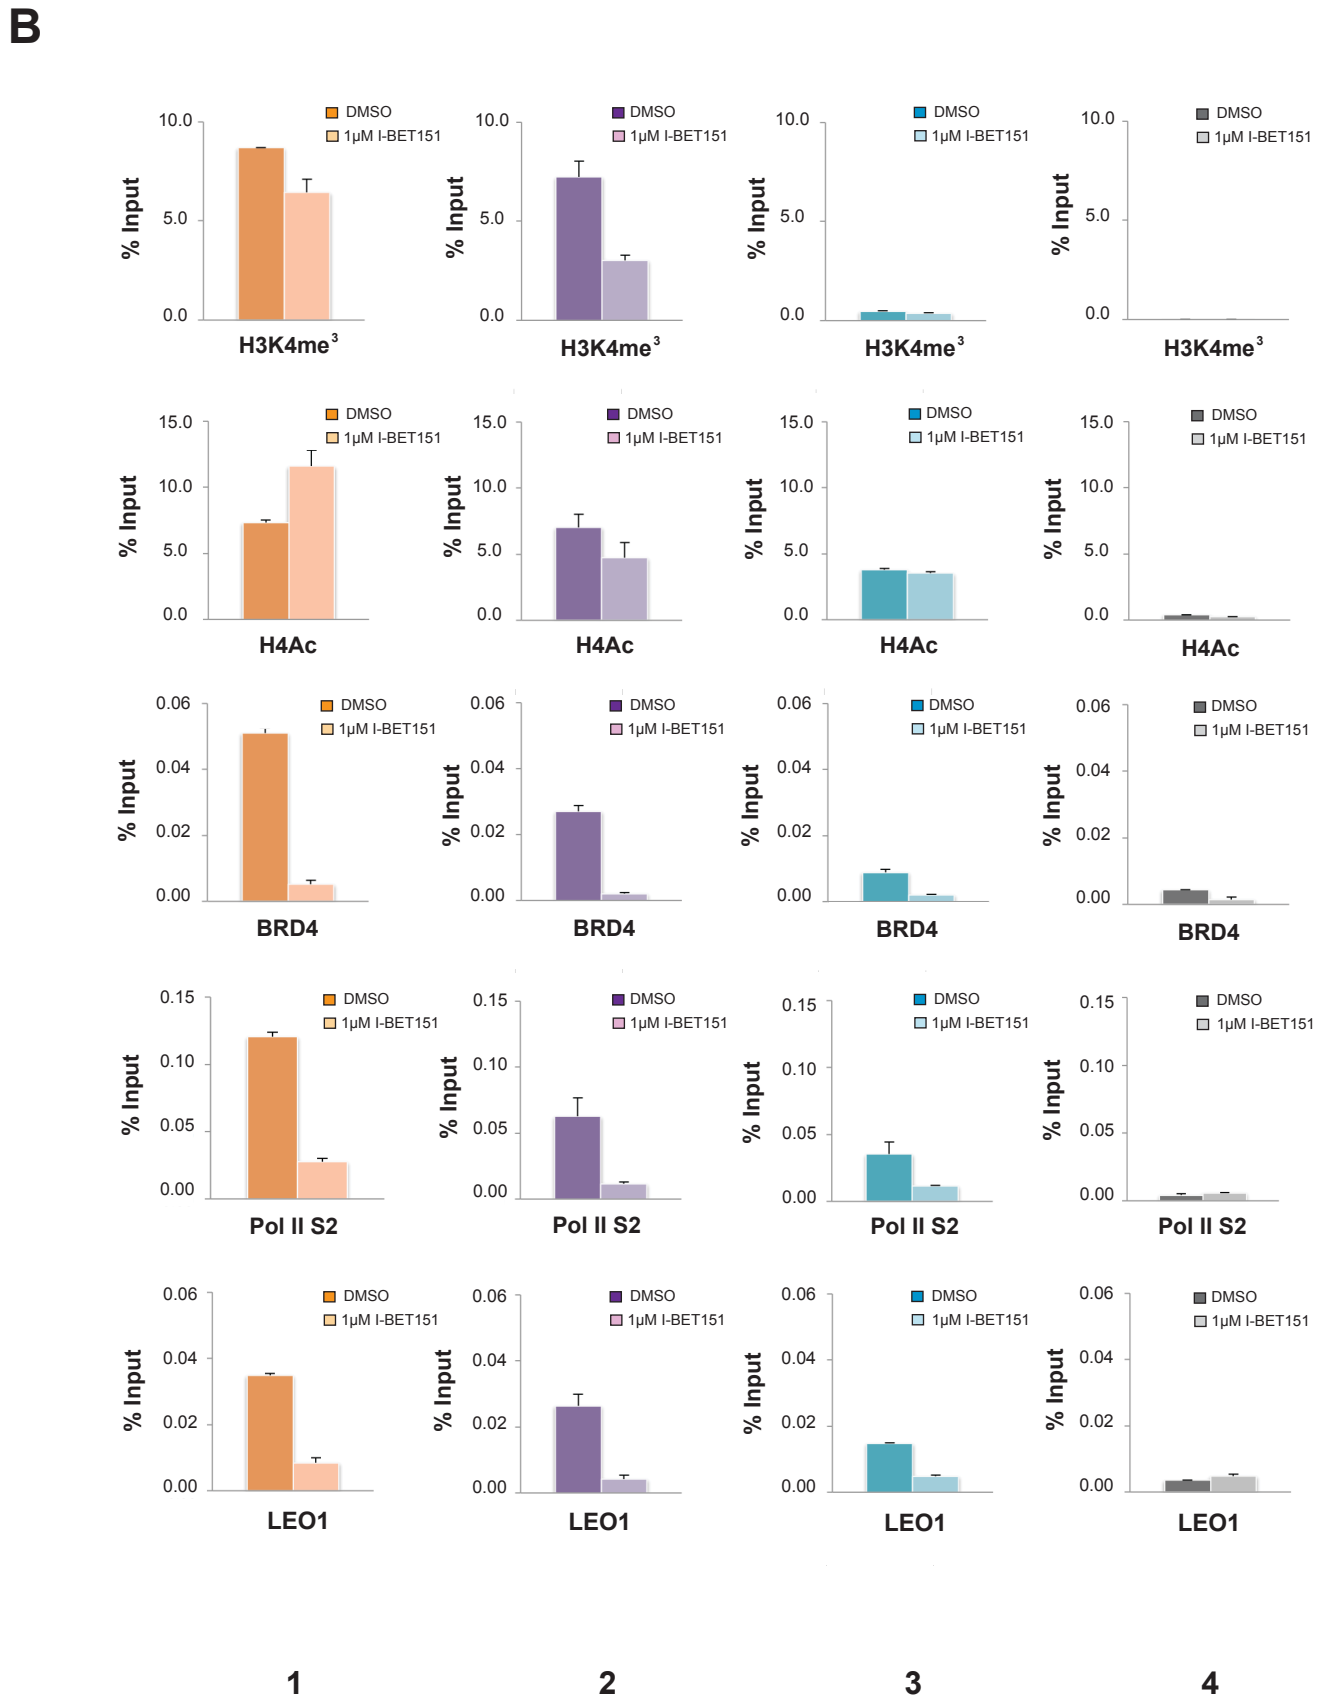 B
DMSO
1µM I-BET151
10.0
5.0
0.0
% Input
H3K4me3
DMSO
1µM I-BET151
10.0
5.0
0.0
% Input
H3K4me3
DMSO
1µM I-BET151
10.0
5.0
0.0
% Input
H3K4me3
DMSO
1µM I-BET151
10.0
5.0
0.0
% Input
H3K4me3
DMSO
1µM I-BET151
15.0
10.0
5.0
0.0
% Input
H4Ac
DMSO
1µM I-BET151
15.0
10.0
5.0
0.0
% Input
H4Ac
DMSO
1µM I-BET151
15.0
10.0
5.0
0.0
% Input
H4Ac
DMSO
1µM I-BET151
15.0
10.0
5.0
0.0
% Input
H4Ac
DMSO
1µM I-BET151
0.06
0.04
0.02
0.00
% Input
BRD4
DMSO
1µM I-BET151
0.06
0.04
0.02
0.00
% Input
BRD4
DMSO
1µM I-BET151
0.06
0.04
0.02
0.00
% Input
BRD4
DMSO
1µM I-BET151
0.06
0.04
0.02
0.00
% Input
BRD4
DMSO
1µM I-BET151
0.15
0.10
0.05
0.00
% Input
Pol II S2
DMSO
1µM I-BET151
0.15
0.10
0.05
0.00
% Input
Pol II S2
DMSO
1µM I-BET151
0.15
0.10
0.05
0.00
% Input
Pol II S2
DMSO
1µM I-BET151
0.15
0.10
0.05
0.00
% Input
Pol II S2
DMSO
1µM I-BET151
0.06
0.04
0.02
0.00
% Input
LEO1
DMSO
1µM I-BET151
0.06
0.04
0.02
0.00
% Input
LEO1
DMSO
1µM I-BET151
0.06
0.04
0.02
0.00
% Input
LEO1
DMSO
1µM I-BET151
0.06
0.04
0.02
0.00
% Input
LEO1
1
2
3
4